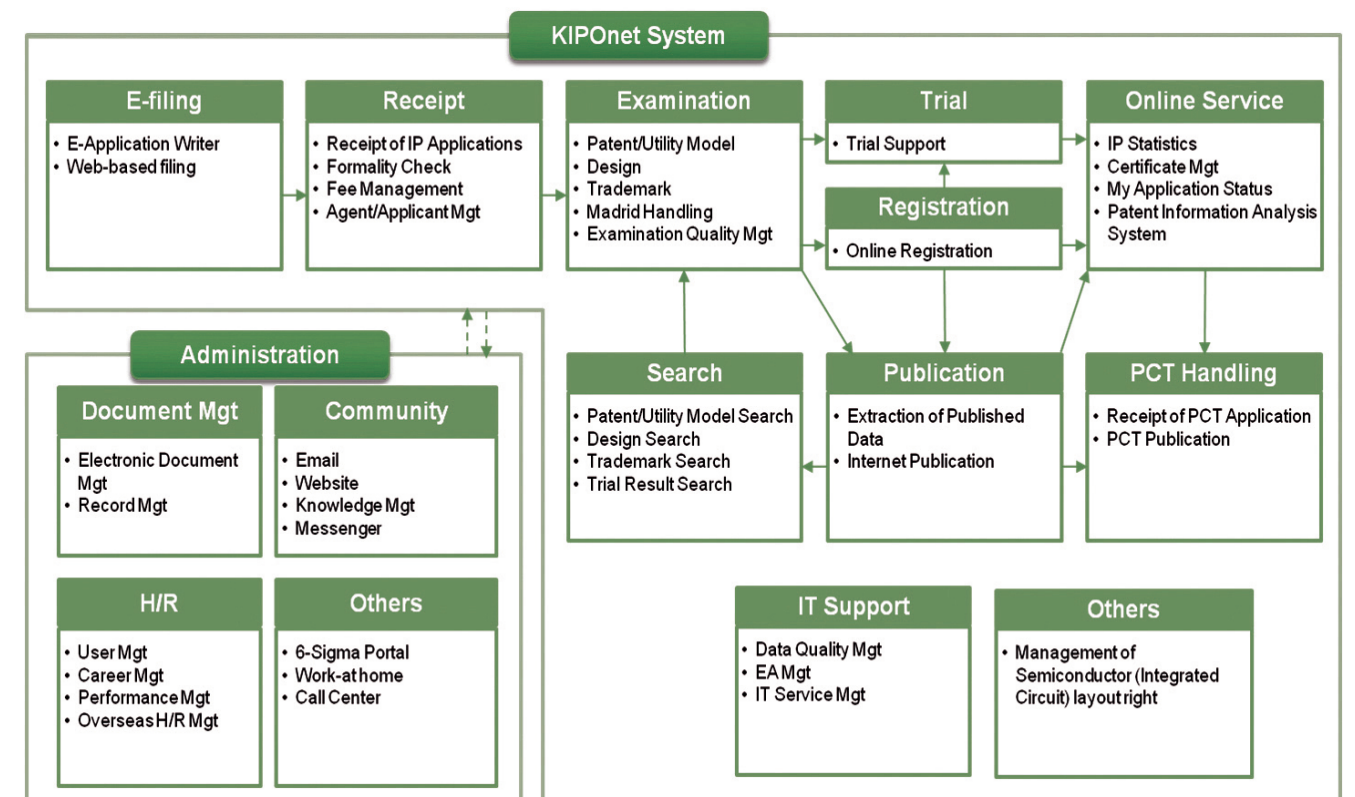 KIPOnet System
E-filing
• E-Application Writer
• Web-based filing
Receipt
• Receipt of IP Applications
• Formality Check
• Fee Management
• Agent/Applicant Mgt
Examination
• Patent/Utility Model
• Design
• Trademark
• Madrid Handling
• Examination Quality Mgt
Trial
• Trial Support
Registration
• Online Registration
Online Service
• IP Statistics
• Certificate Mgt
• My Application Status
• Patent Information Analysis
System
Search
• Patent/Utility Model Search
• Design Search
• Trademark Search
• Trial Result Search
Publication
• Extraction of Published
Data
• Internet Publication
PCT Handling
• Receipt of PCT Application
• PCT Publication
Administration
Document Mgt
• Electronic Document
Mgt
• Record Mgt
Community
• Email
• Website
• Knowledge Mgt
• Messenger
H/R
• User Mgt
• Career Mgt
• Performance Mgt
• Overseas H/R Mgt
Others
• 6-Sigma Portal
• Work-at home
• Call Center
IT Support
• Data Quality Mgt
• EA Mgt
• IT Service Mgt
Others
• Management of
Semiconductor (Integrated
Circuit) layout right